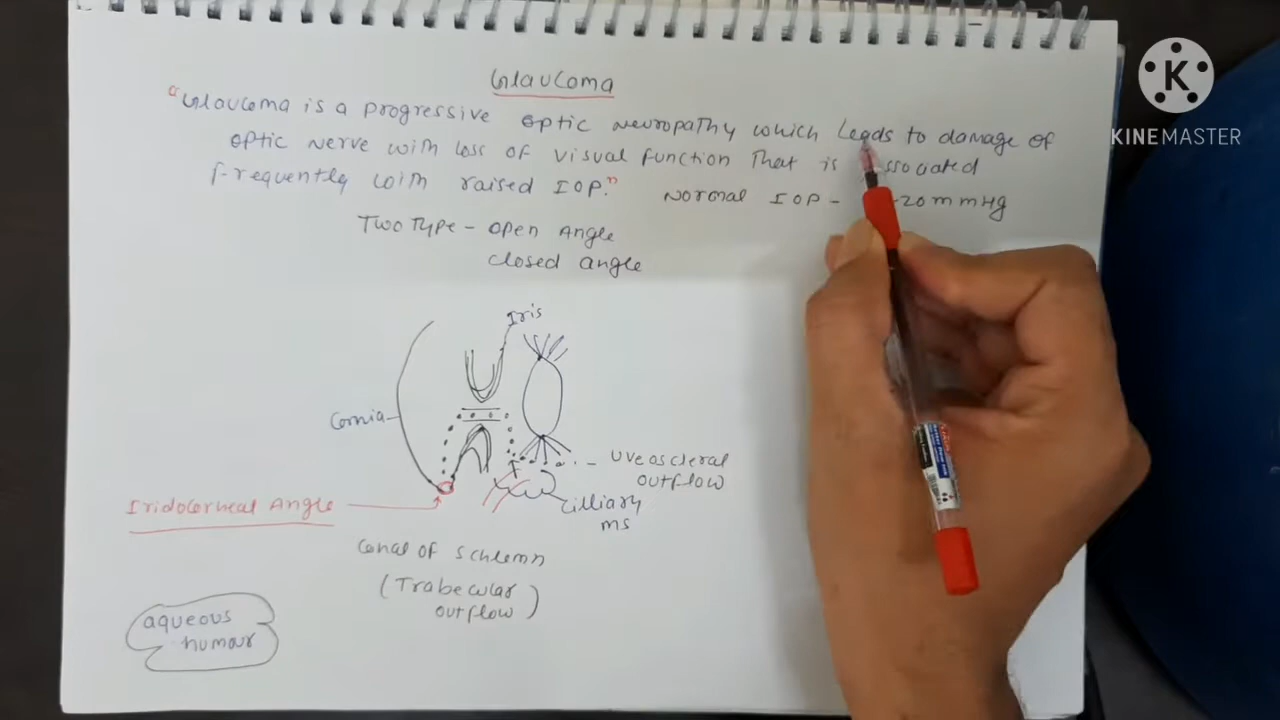 Glaucoma
"Glaucoma is a progressive optic neuropathy which leads to damage of
optic nerve with loss of visual function that is ssociated
frequently with raised IOP."
Normal IOP - -20mmHg
Two Type - open Angle
closed angle
Iris
Cornia
uveoscleral
outflow
Cilliary
ms
Iridocorneal Angle
Canal of schlemn
(Trabecular
outflow)
aqueous
humour
K
KINEMASTER